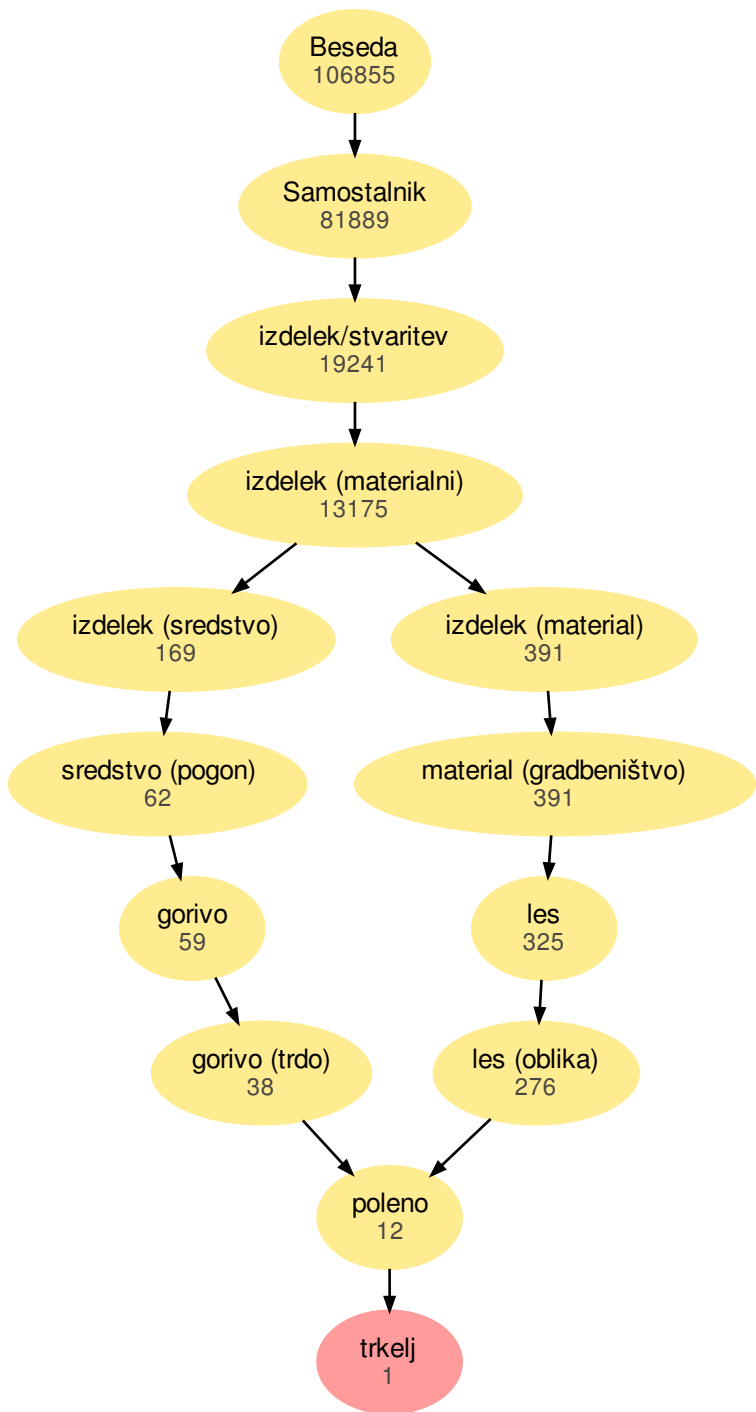 Beseda
106855
Samostalnik
81889
izdelek/stvaritev
19241
izdelek (materialni)
13175
izdelek (sredstvo)
169
izdelek (material)
391
sredstvo (pogon)
62
material (gradbeništvo)
391
gorivo
59
les
325
gorivo (trdo)
38
les (oblika)
276
poleno
12
trkelj
1